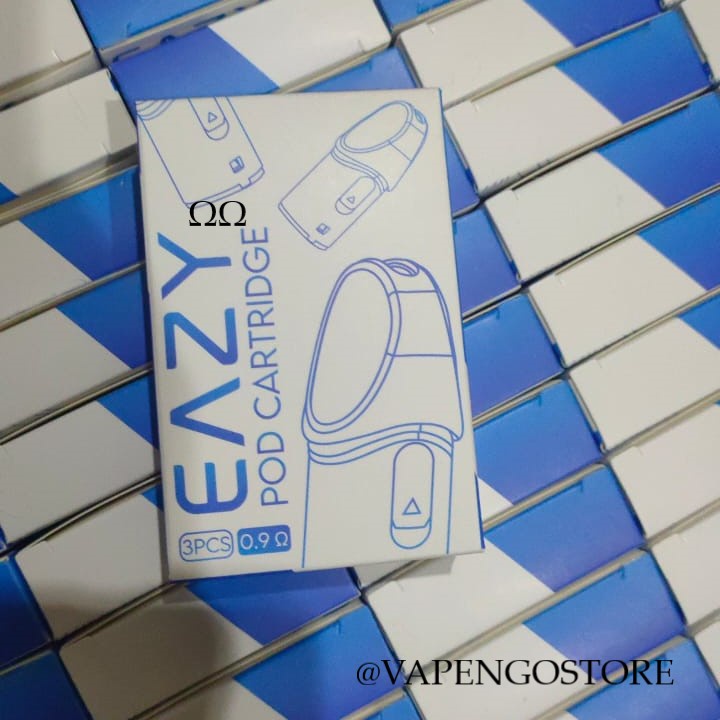 ΩΩ
EAZY
POD CARTRIDGE
3PCS 0.9 Ω
@VAPENGOSTORE